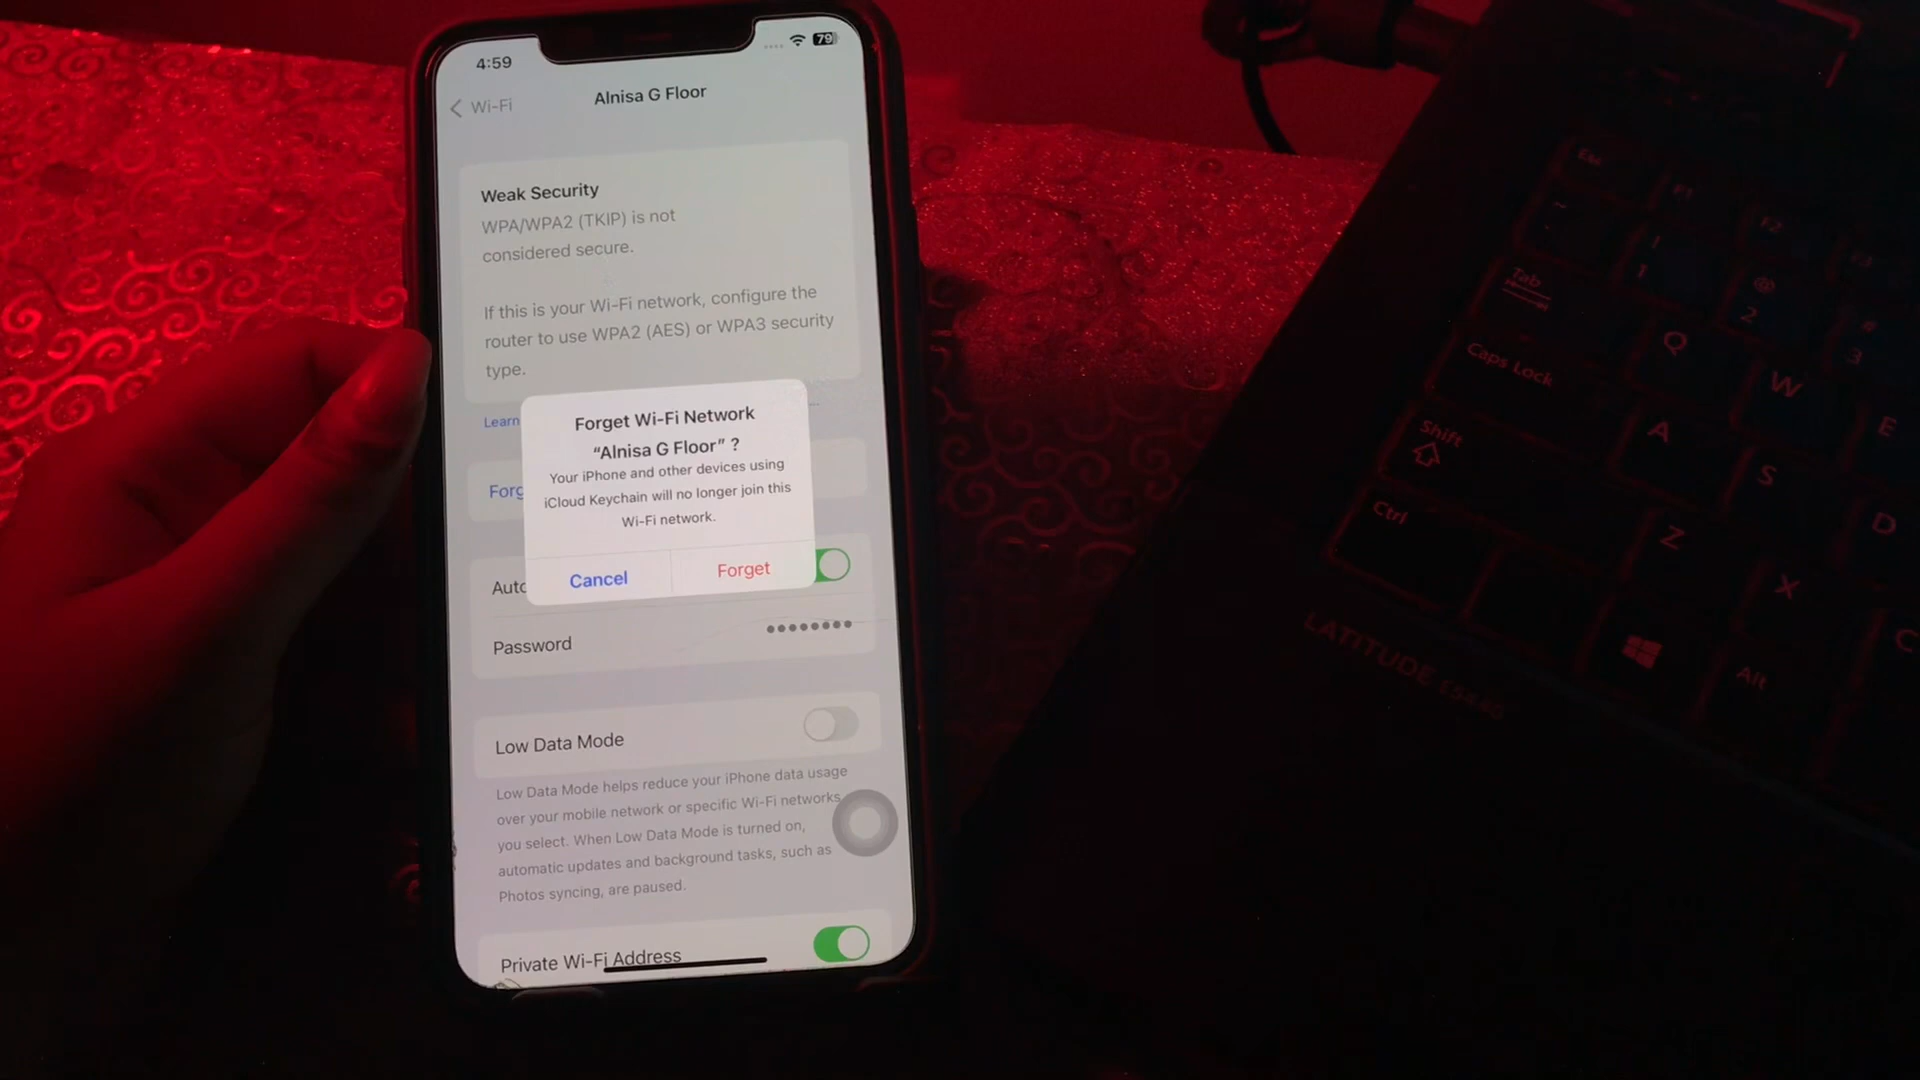 4:59
79
Wi-Fi
Alnisa G Floor
Weak Security
WPA/WPA2 (TKIP) is not
considered secure.
If this is your Wi-Fi network, configure the
router to use WPA2 (AES) or WPA3 security
type.
Learn
Forget Wi-Fi Network
“Alnisa G Floor” ?
Your iPhone and other devices using
iCloud Keychain will no longer join this
Wi-Fi network.
Cancel
Forget
Forg
Auto
Password
Low Data Mode
Low Data Mode helps reduce your iPhone data usage
over your mobile network or specific Wi-Fi networks
you select. When Low Data Mode is turned on,
automatic updates and background tasks, such as
Photos syncing, are paused.
Private Wi-Fi Address
Esc
F1
F2
F3
~
! 1
@ 2
# 3
Tab
Q
W
E
Caps Lock
A
S
D
Shift
Z
X
C
Ctrl
Alt
LATITUDE